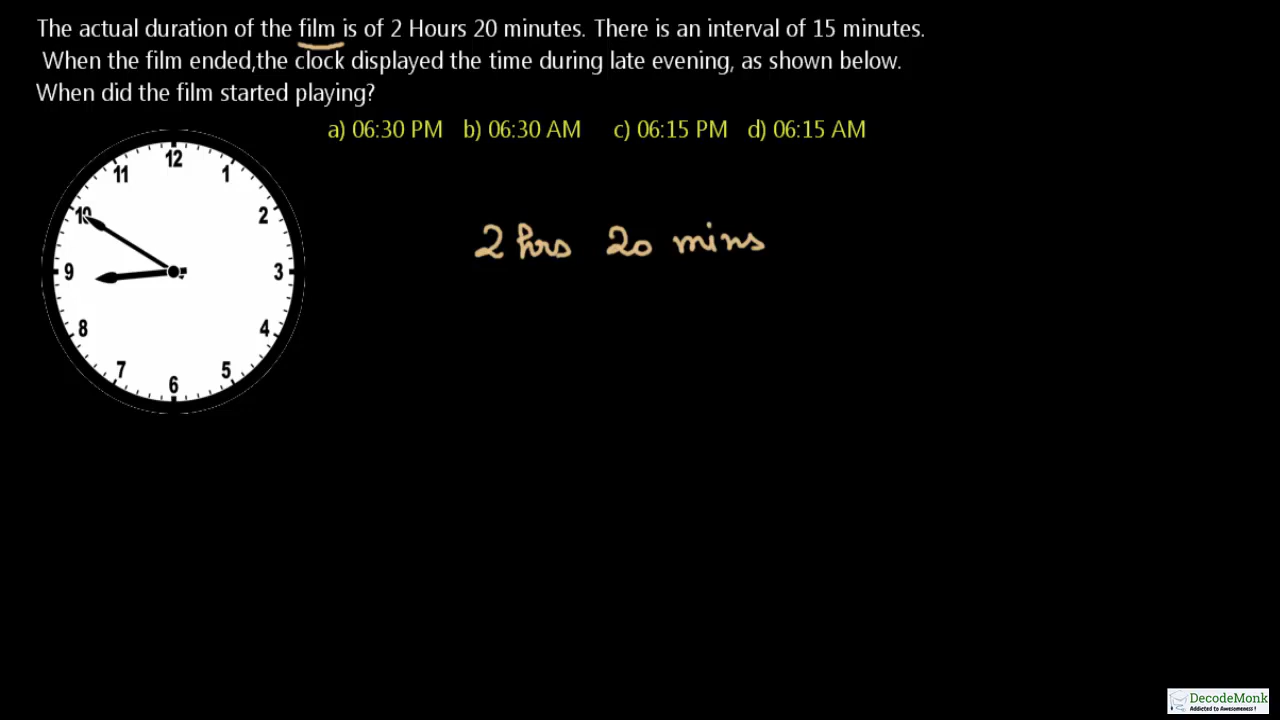 The actual duration of the film is of 2 Hours 20 minutes. There is an interval of 15 minutes.
When the film ended,the clock displayed the time during late evening, as shown below.
When did the film started playing?
a) 06:30 PM b) 06:30 AM c) 06:15 PM d) 06:15 AM
12
11 1
10 2
2 hrs 20 mins
9 3
8 4
7 5
6
DecodeMonk
Addicted to Awesomeness !